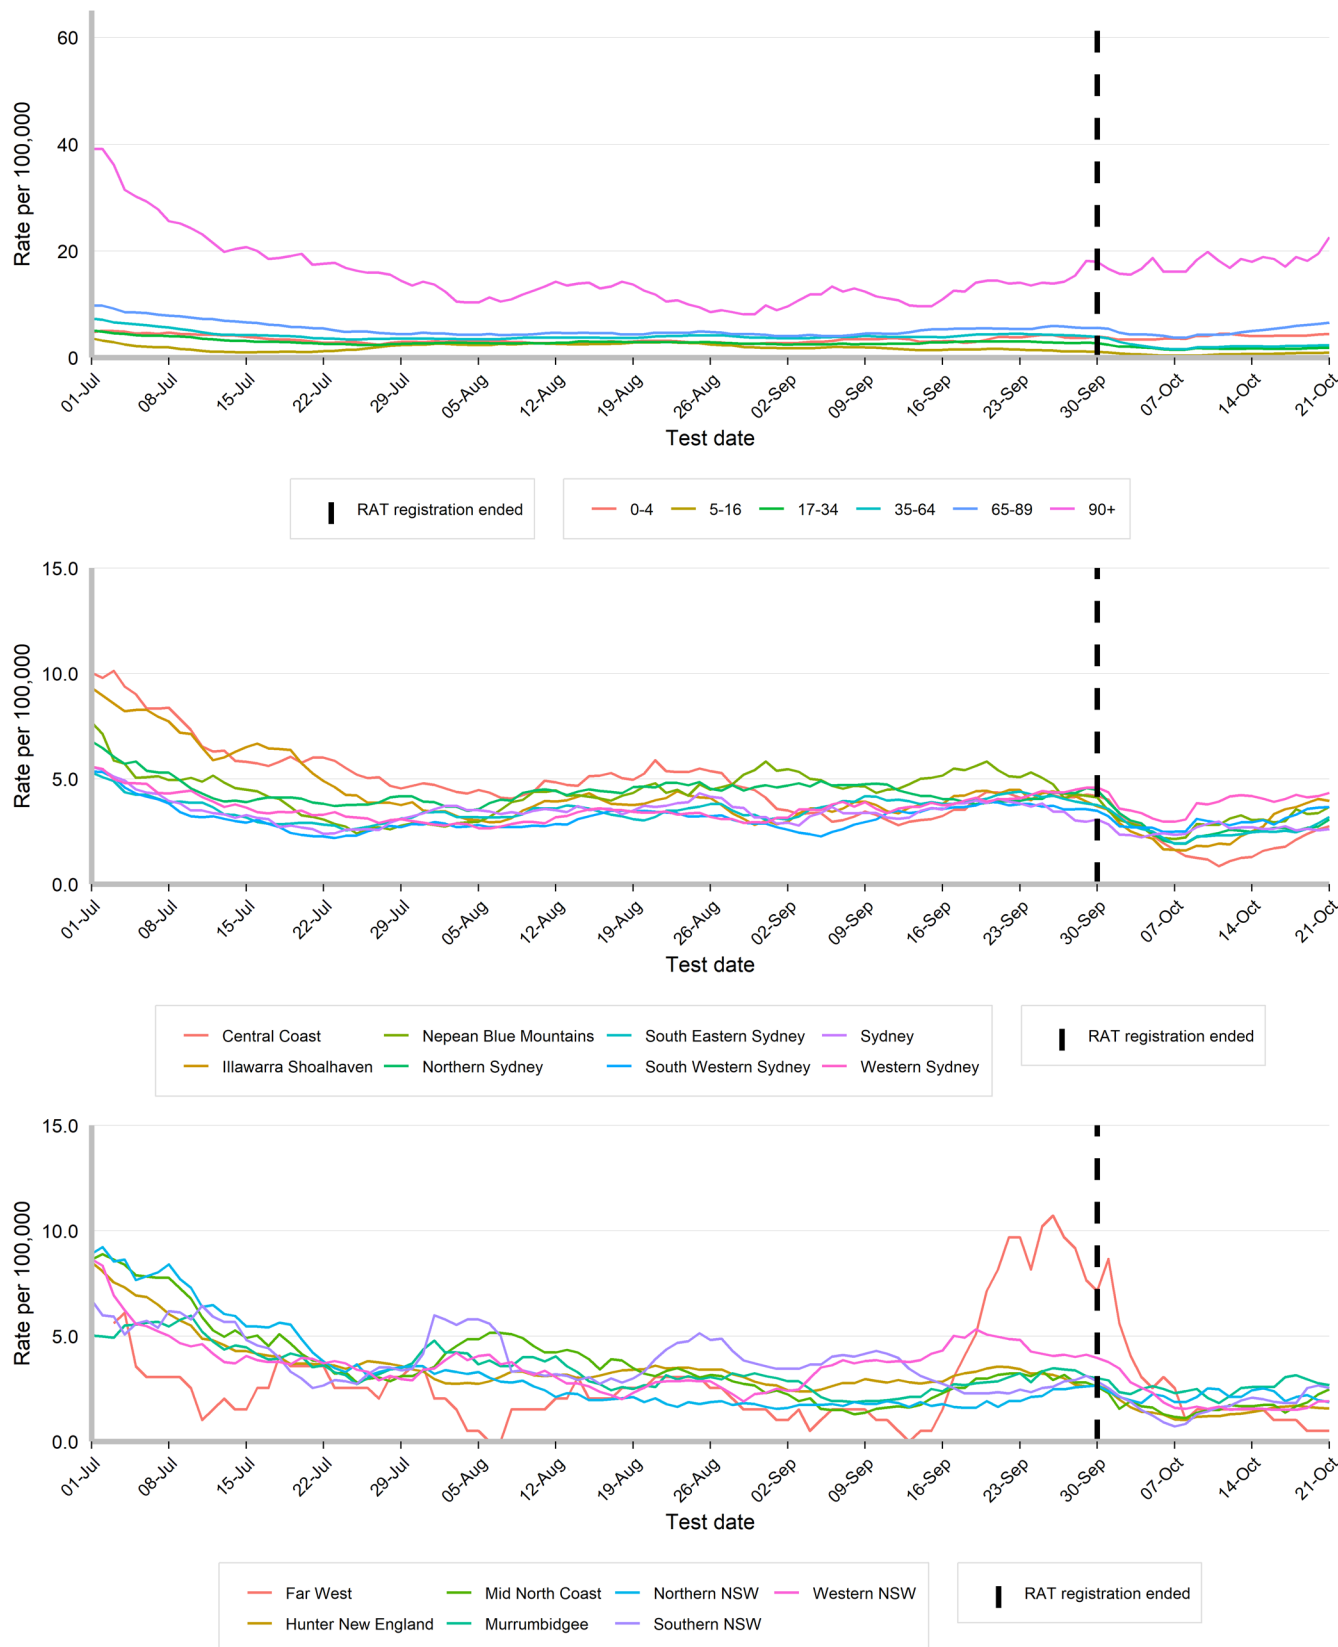 60
40
20
0
Rate per 100,000
01-Jul 08-Jul 15-Jul 22-Jul 29-Jul 05-Aug 12-Aug 19-Aug 26-Aug 02-Sep 09-Sep 16-Sep 23-Sep 30-Sep 07-Oct 14-Oct 21-Oct
Test date
RAT registration ended 0-4 5-16 17-34 35-64 65-89 90+
15.0
10.0
5.0
0.0
Rate per 100,000
01-Jul 08-Jul 15-Jul 22-Jul 29-Jul 05-Aug 12-Aug 19-Aug 26-Aug 02-Sep 09-Sep 16-Sep 23-Sep 30-Sep 07-Oct 14-Oct 21-Oct
Test date
Central Coast Nepean Blue Mountains South Eastern Sydney Sydney RAT registration ended
Illawarra Shoalhaven Northern Sydney South Western Sydney Western Sydney
15.0
10.0
5.0
0.0
Rate per 100,000
01-Jul 08-Jul 15-Jul 22-Jul 29-Jul 05-Aug 12-Aug 19-Aug 26-Aug 02-Sep 09-Sep 16-Sep 23-Sep 30-Sep 07-Oct 14-Oct 21-Oct
Test date
Far West Mid North Coast Northern NSW Western NSW RAT registration ended
Hunter New England Murrumbidgee Southern NSW